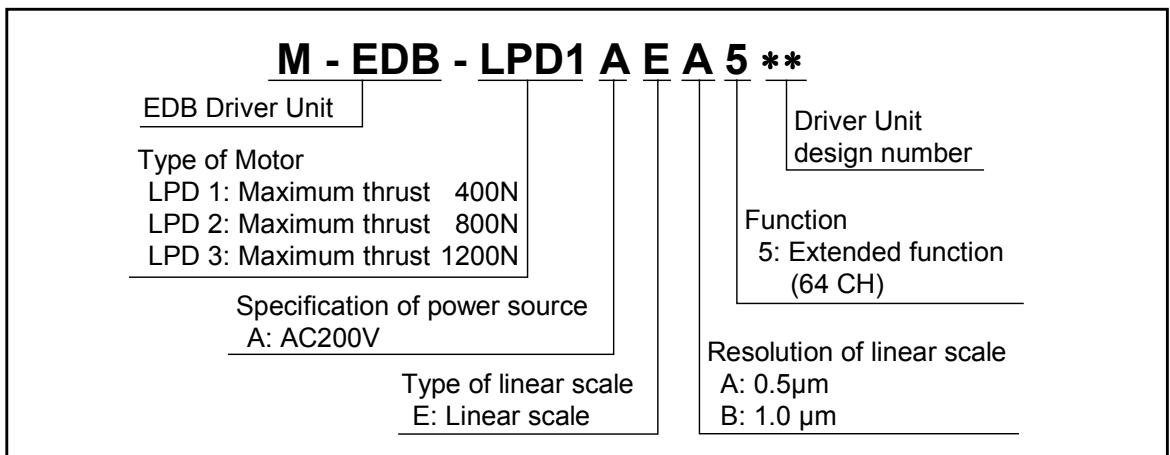 M - EDB - LPD1 A E A 5 **
EDB Driver Unit
Type of Motor
LPD 1: Maximum thrust 400N
LPD 2: Maximum thrust 800N
LPD 3: Maximum thrust 1200N
Specification of power source
A: AC200V
Type of linear scale
E: Linear scale
Driver Unit
design number
Function
5: Extended function
(64 CH)
Resolution of linear scale
A: 0.5µm
B: 1.0 µm